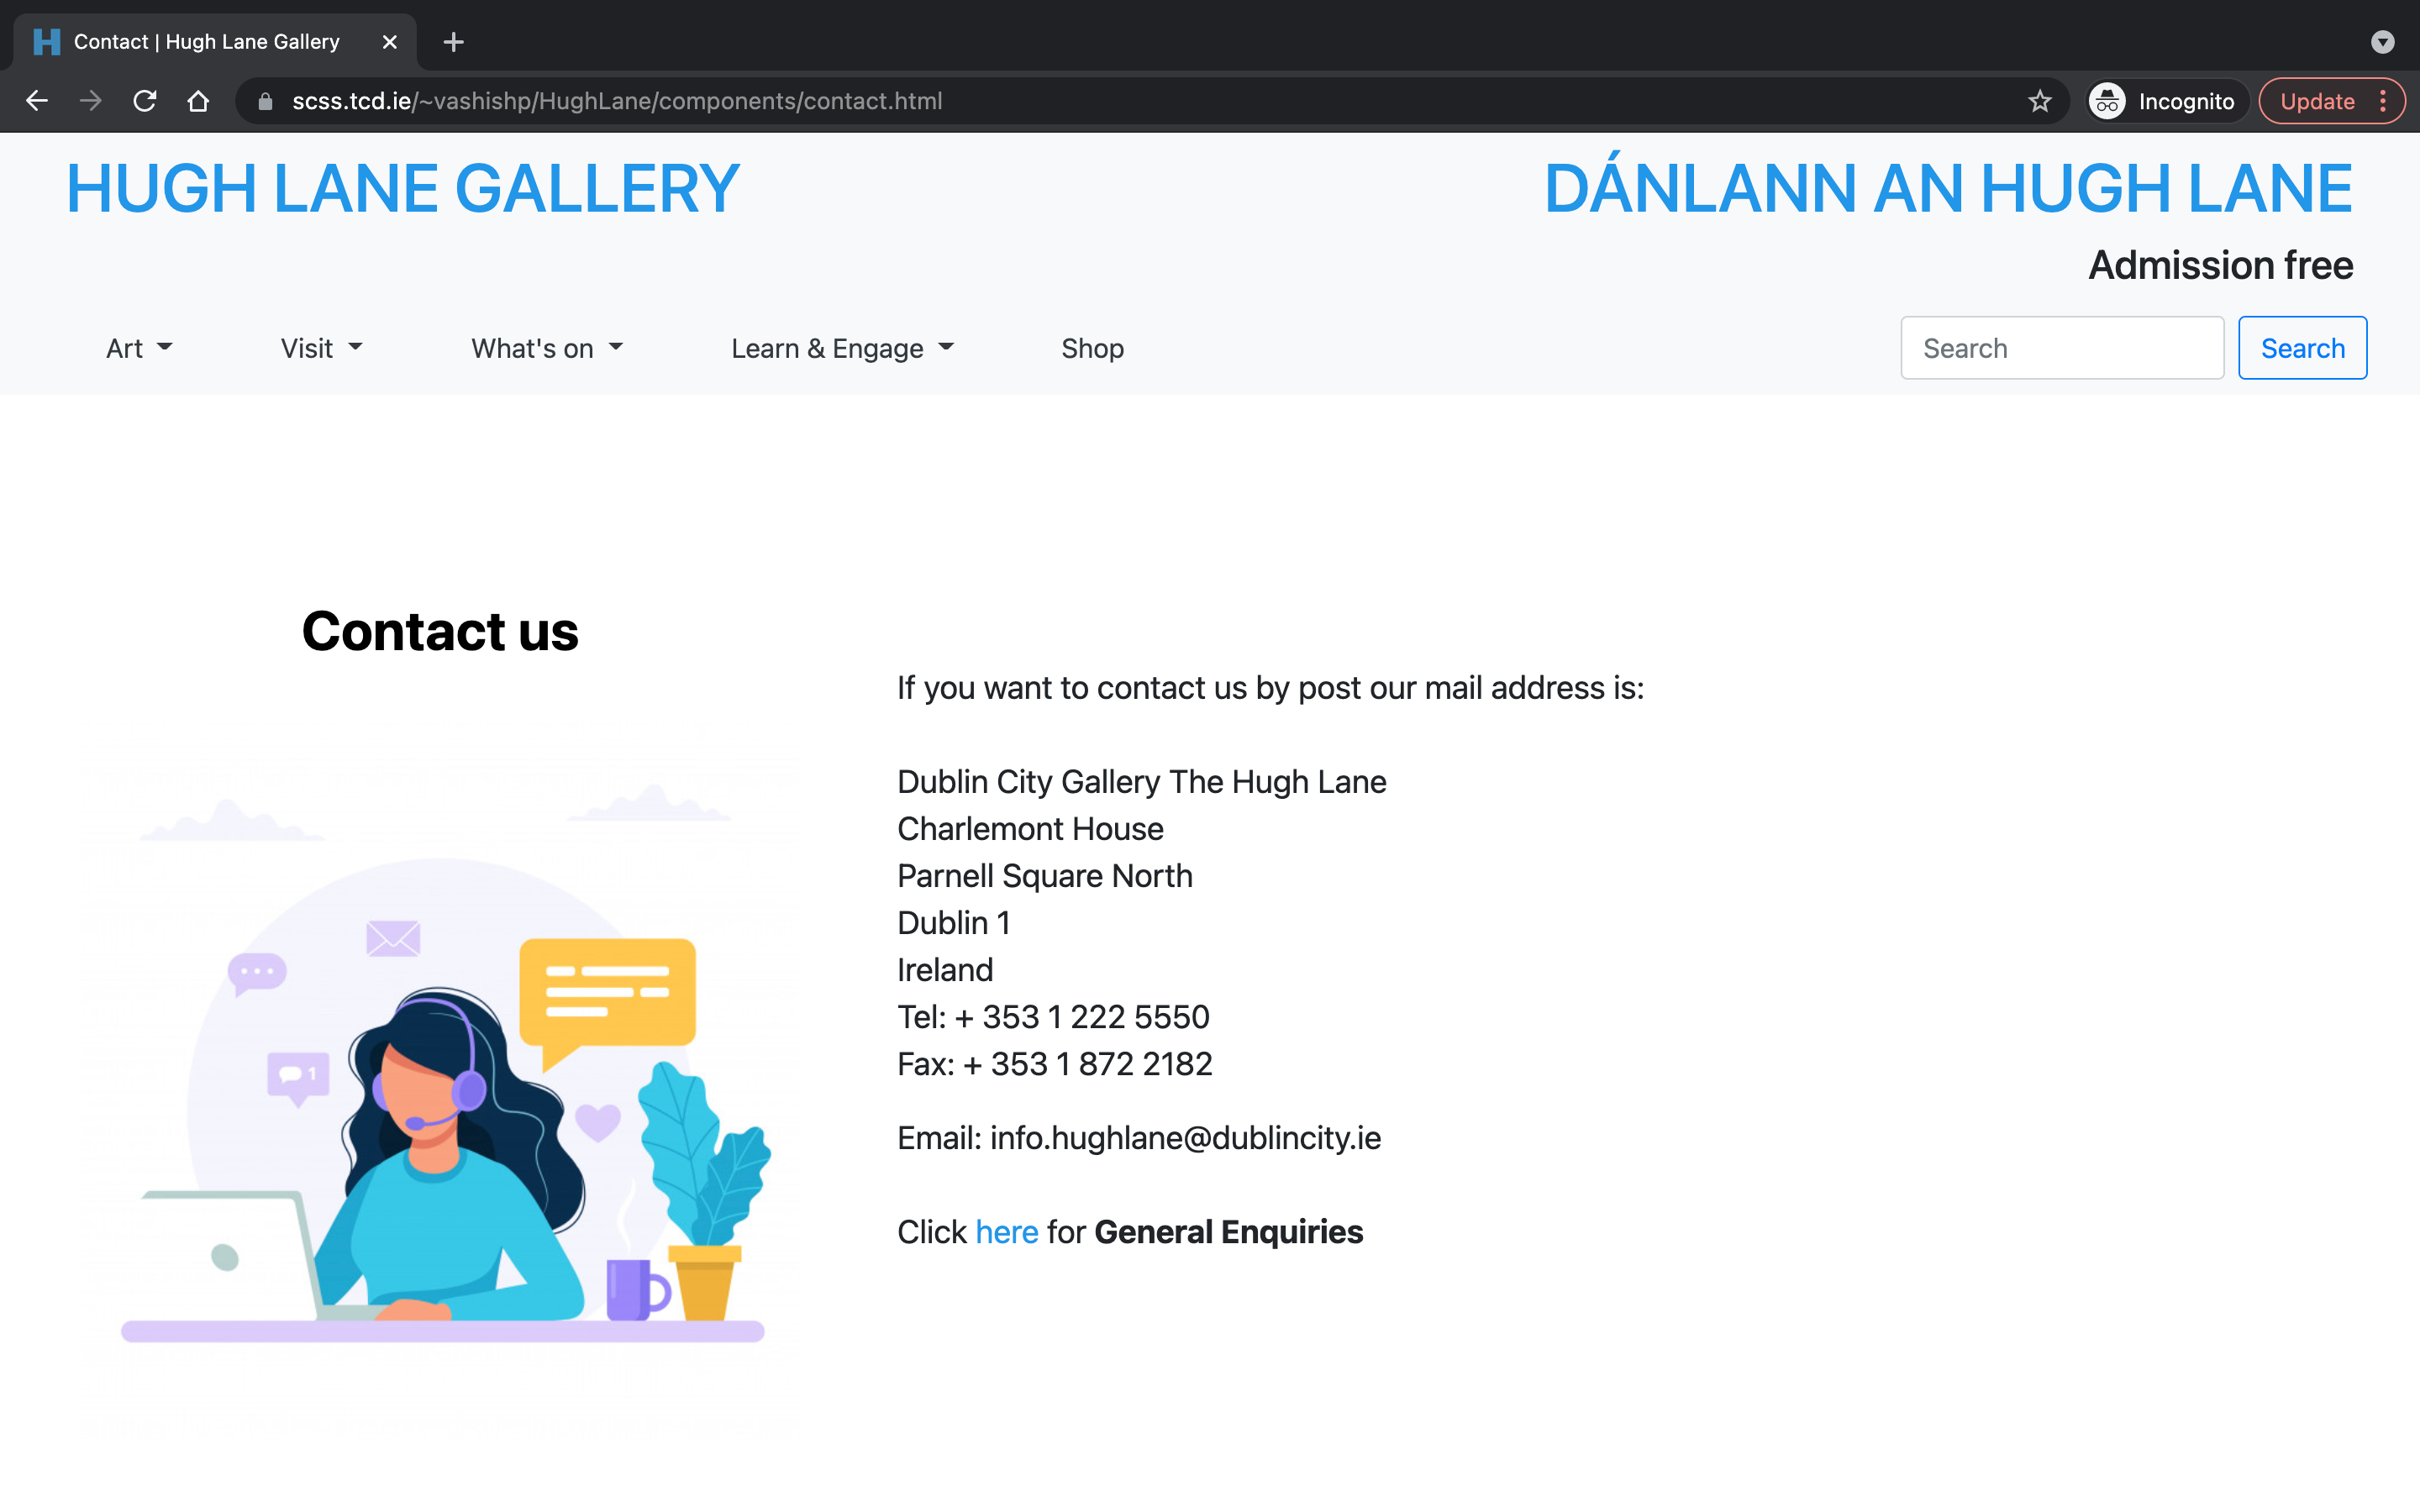 Contact | Hugh Lane Gallery
scss.tcd.ie/~vashishp/HughLane/components/contact.html
Incognito
Update
HUGH LANE GALLERY
DÁNLANN AN HUGH LANE
Admission free
Art
Visit
What's on
Learn & Engage
Shop
Search
Search
Contact us
If you want to contact us by post our mail address is:
Dublin City Gallery The Hugh Lane
Charlemont House
Parnell Square North
Dublin 1
Ireland
Tel: + 353 1 222 5550
Fax: + 353 1 872 2182
Email: info.hughlane@dublincity.ie
Click here for General Enquiries
1